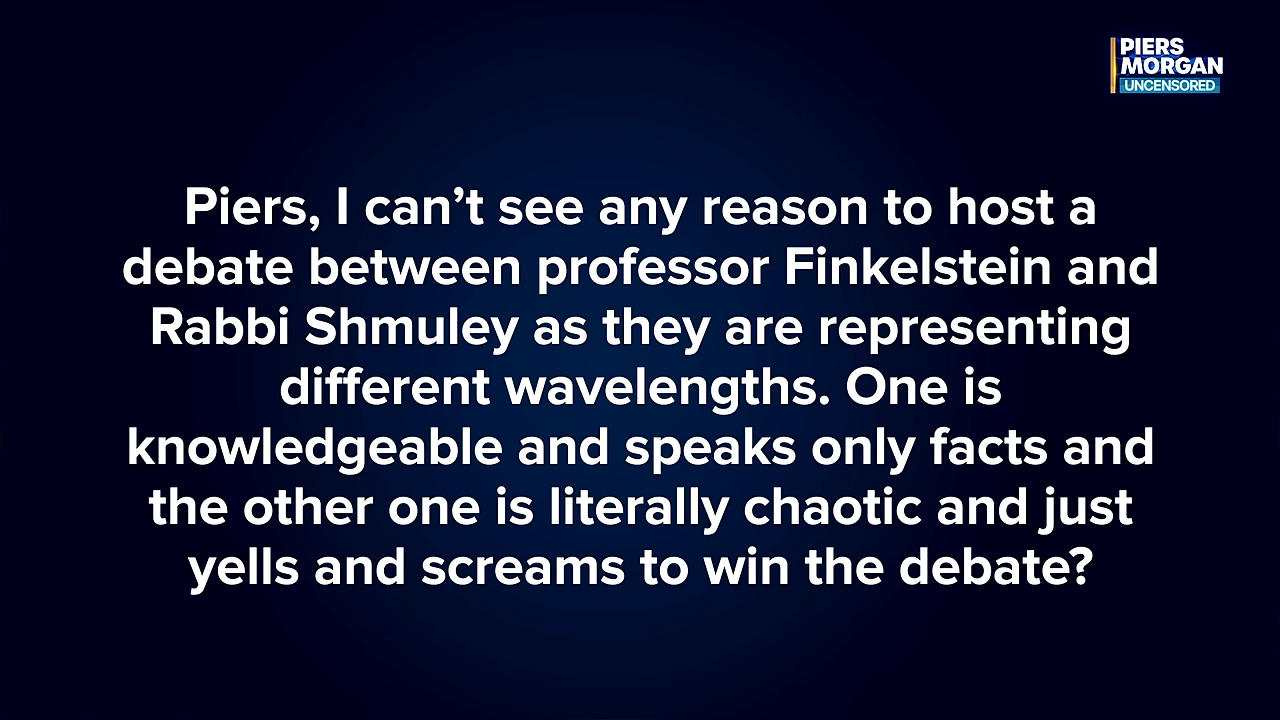 PIERS
MORGAN
UNCENSORED
Piers, I can’t see any reason to host a
debate between professor Finkelstein and
Rabbi Shmuley as they are representing
different wavelengths. One is
knowledgeable and speaks only facts and
the other one is literally chaotic and just
yells and screams to win the debate?